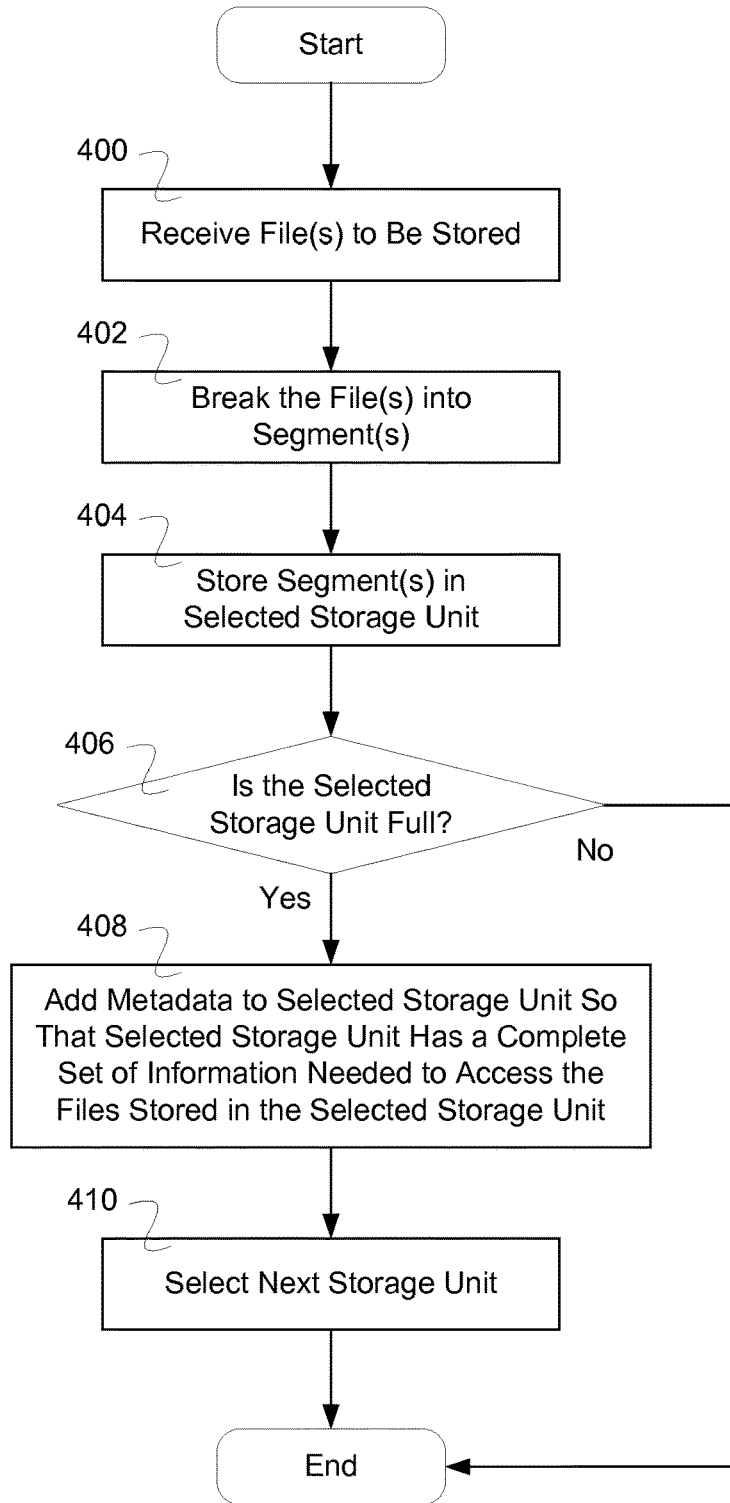 Start
400
Receive File(s) to Be Stored
402
Break the File(s) into
Segment(s)
404
Store Segment(s) in
Selected Storage Unit
406
Is the Selected
Storage Unit Full?
No
Yes
408
Add Metadada to Selected Storage Unit So
That Selected Storage Unit Has a Complete
Set of Information Needed to Access the
Files Stored in the Selected Storage Unit
410
Select Next Storage Unit
End